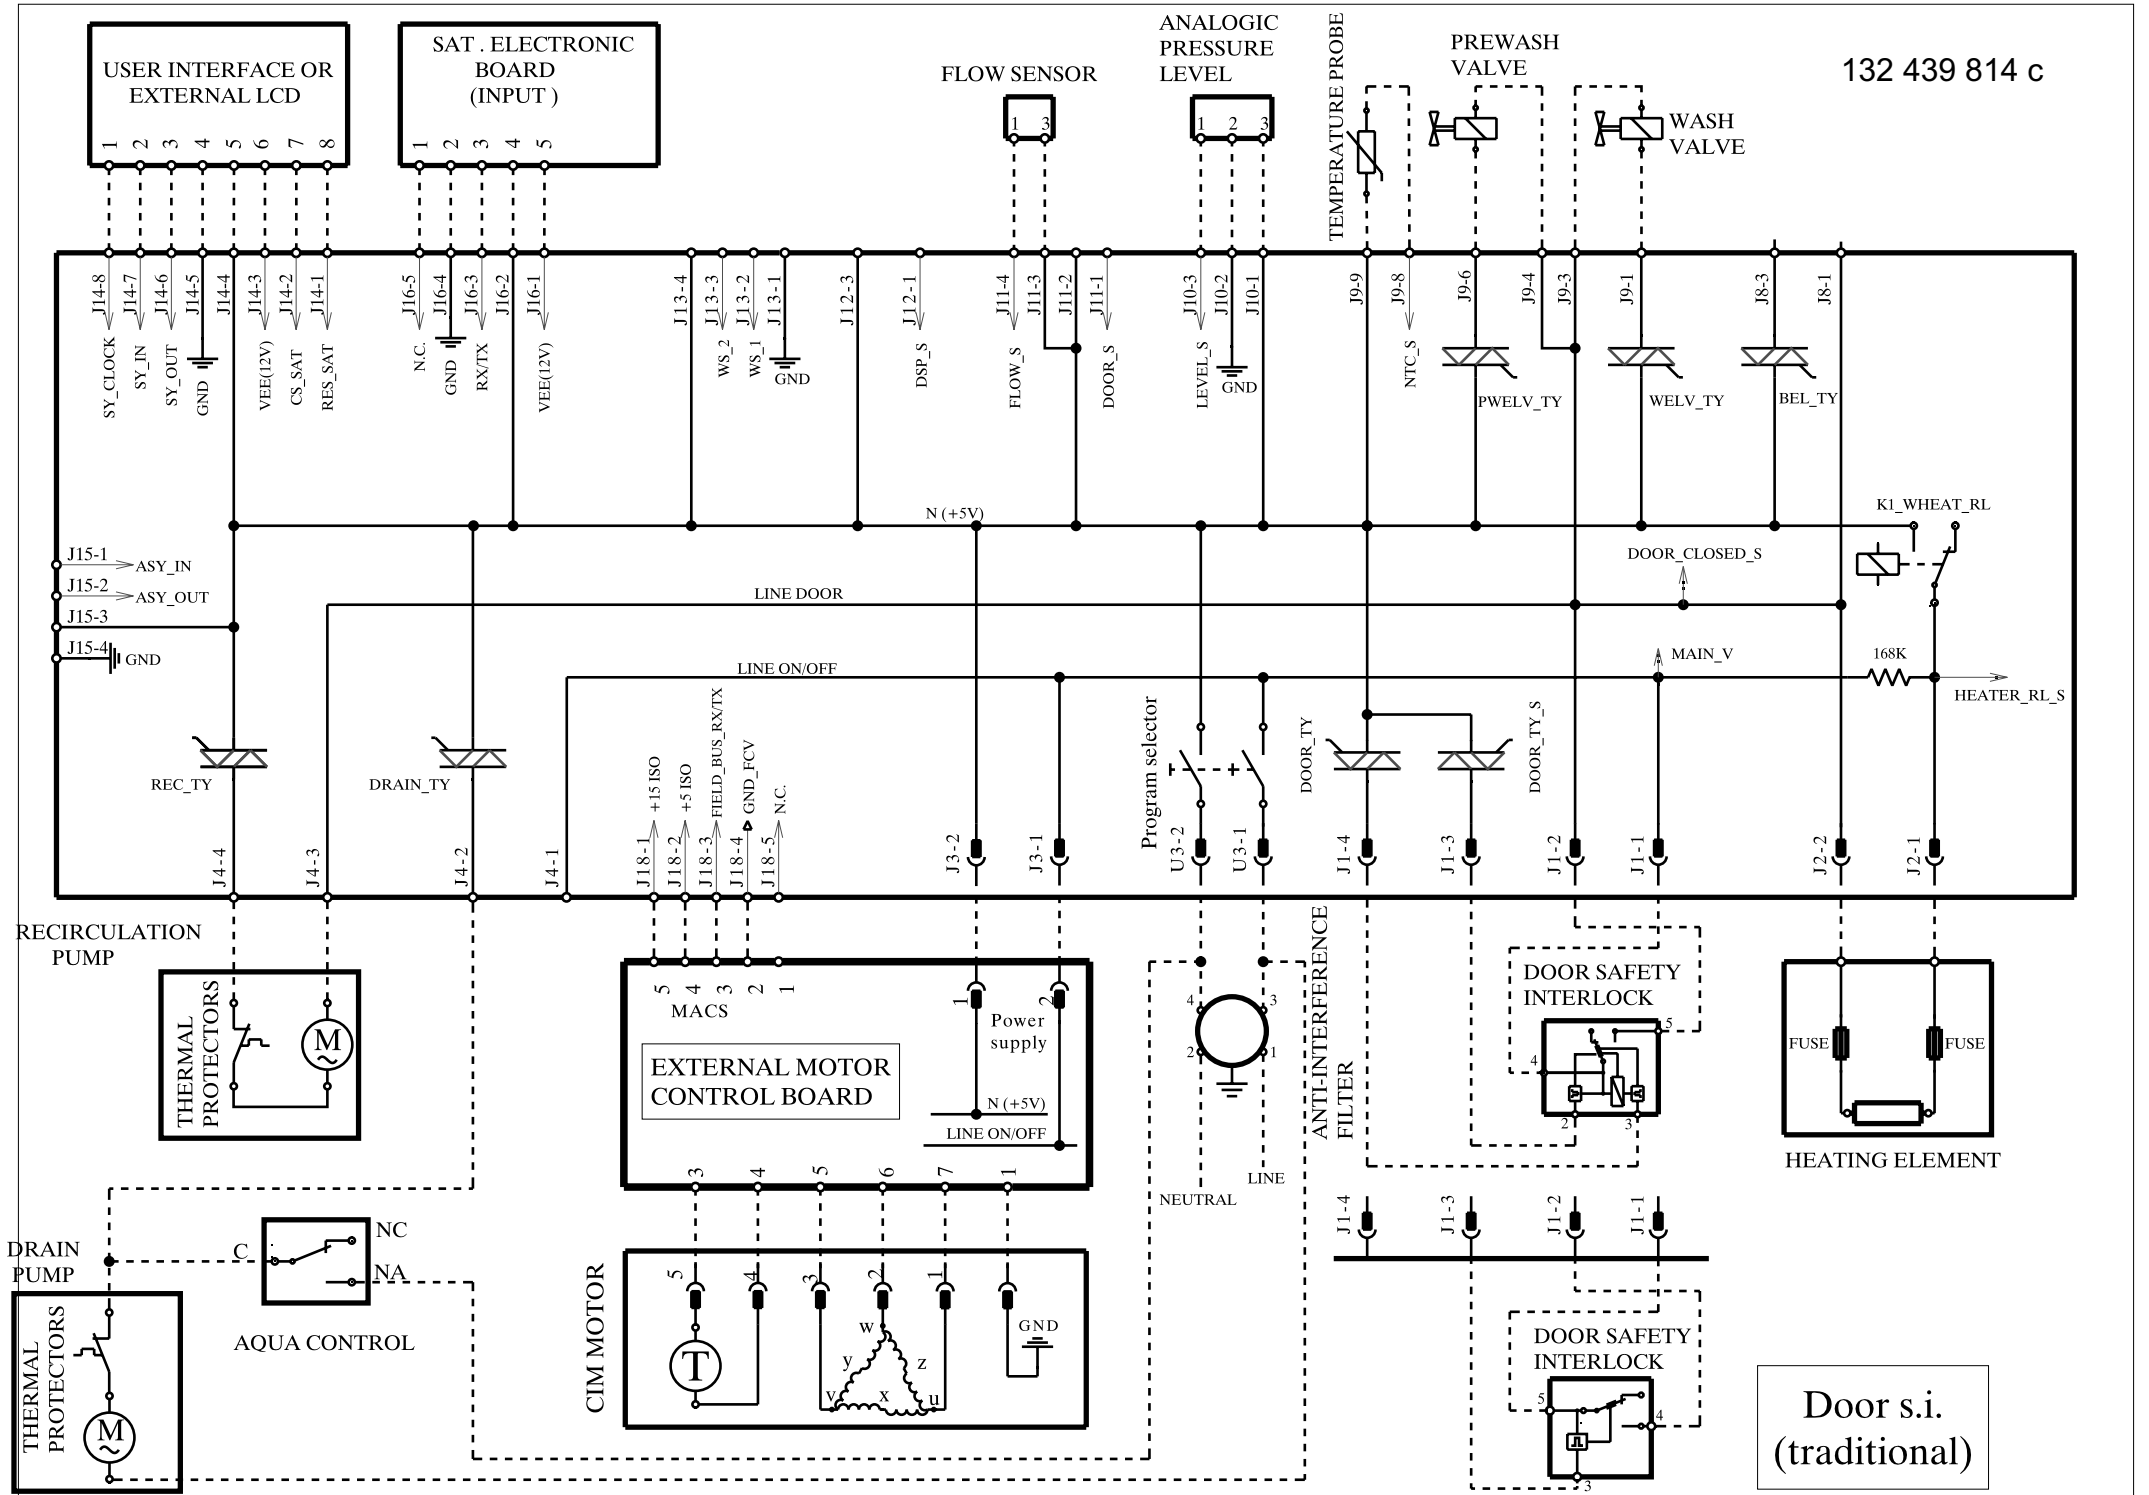 132 439 814 c
USER INTERFACE OR
EXTERNAL LCD
1 2 3 4 5 6 7 8
SAT . ELECTRONIC
BOARD
(INPUT )
1 2 3 4 5
FLOW SENSOR
1 3
ANALOGIC
PRESSURE
LEVEL
1 2 3
TEMPERATURE PROBE
PREWASH
VALVE
WASH
VALVE
J14-8 J14-7 J14-6 J14-5 J14-4 J14-3 J14-2 J14-1
SY_CLOCK
SY_IN
SY_OUT
GND
VEE(12V)
CS_SAT
RES_SAT
J16-5 J16-4 J16-3 J16-2 J16-1
N.C.
GND
RX/TX
VEE(12V)
J13-4 J13-3 J13-2 J13-1
WS_2
WS_1
GND
J12-3 J12-1
DSP_S
J11-4 J11-3 J11-2 J11-1
FLOW_S
DOOR_S
J10-3 J10-2 J10-1
LEVEL_S
GND
J9-9 J9-8 J9-6 J9-4 J9-3 J9-1
NTC_S
J8-3 J8-1
PWELV_TY
WELV_TY
BEL_TY
N (+5V)
K1_WHEAT_RL
J15-1
ASY_IN
J15-2
ASY_OUT
J15-3
J15-4
GND
DOOR_CLOSED_S
LINE DOOR
LINE ON/OFF
MAIN_V
168K
HEATER_RL_S
REC_TY
DRAIN_TY
+15 ISO
+5 ISO
FIELD_BUS_RX/TX
GND_FCV
N.C.
Program selector
DOOR_TY
DOOR_TY_S
J4-4 J4-3 J4-2 J4-1
J18-1 J18-2 J18-3 J18-4 J18-5
J3-2 J3-1
U3-2 U3-1
J1-4 J1-3 J1-2 J1-1
J2-2 J2-1
RECIRCULATION
PUMP
THERMAL
PROTECTORS
M
5 4 3 2 1
MACS
1 2
Power
supply
EXTERNAL MOTOR
CONTROL BOARD
N (+5V)
LINE ON/OFF
3 4 5 6 7 1
4 3
2 1
ANTI-INTERFERENCE
FILTER
NEUTRAL
LINE
DOOR SAFETY
INTERLOCK
5
4
2 3
FUSE
FUSE
HEATING ELEMENT
DRAIN
PUMP
THERMAL
PROTECTORS
M
C
NC
NA
AQUA CONTROL
CIM MOTOR
5 4 3 2 1
T
w
y z
v x u
GND
J1-4 J1-3 J1-2 J1-1
DOOR SAFETY
INTERLOCK
5
4
3
Door s.i.
(traditional)